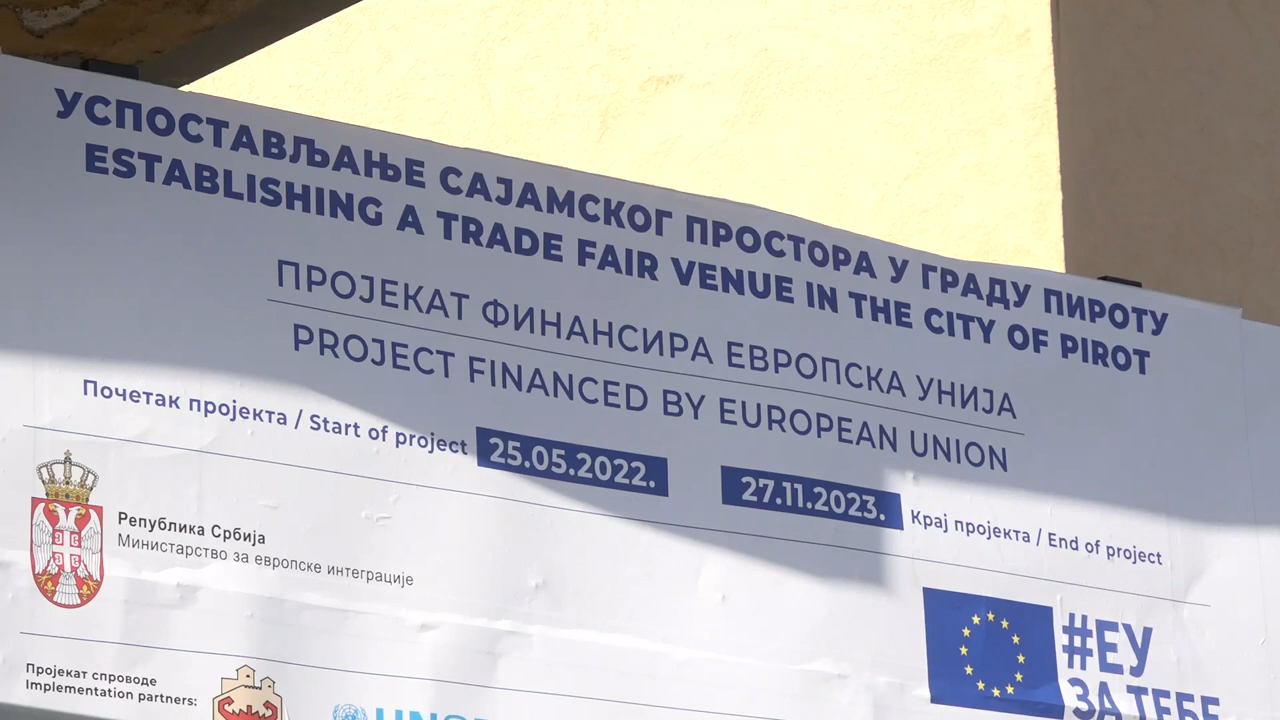 УСПОСТАВЉАЊЕ САЈАМСКОГ ПРОСТОРА У ГРАДУ ПИРОТУ
ESTABLISHING A TRADE FAIR VENUE IN THE CITY OF PIROT
ПРОЈЕКАТ ФИНАНСИРА ЕВРОПСКА УНИЈА
PROJECT FINANCED BY EUROPEAN UNION
Почетак пројекта / Start of project 25.05.2022.
27.11.2023. Крај пројекта / End of project
Република Србија
Министарство за европске интеграције
#ЕУ
ЗА ТЕБЕ
Пројекат спроводе
Implementation partners: